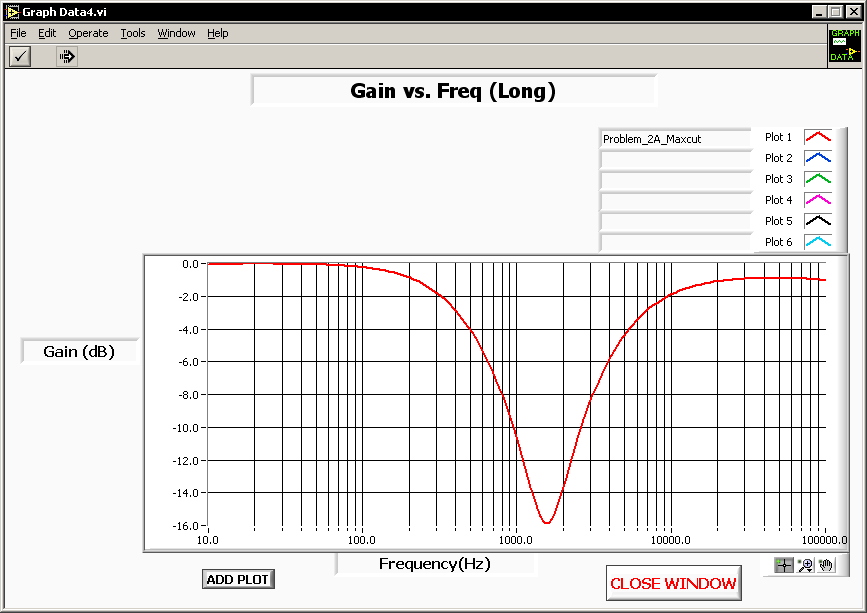 Graph Data4.vi
File Edit Operate Tools Window Help
GRAPH
DATA
Gain vs. Freq (Long)
Problem_2A_Maxcut Plot 1
Plot 2
Plot 3
Plot 4
Plot 5
Plot 6
0.0
-2.0
-4.0
-6.0
-8.0
-10.0
-12.0
-14.0
-16.0
Gain (dB)
10.0 100.0 1000.0 10000.0 100000.0
Frequency(Hz)
ADD PLOT
CLOSE WINDOW